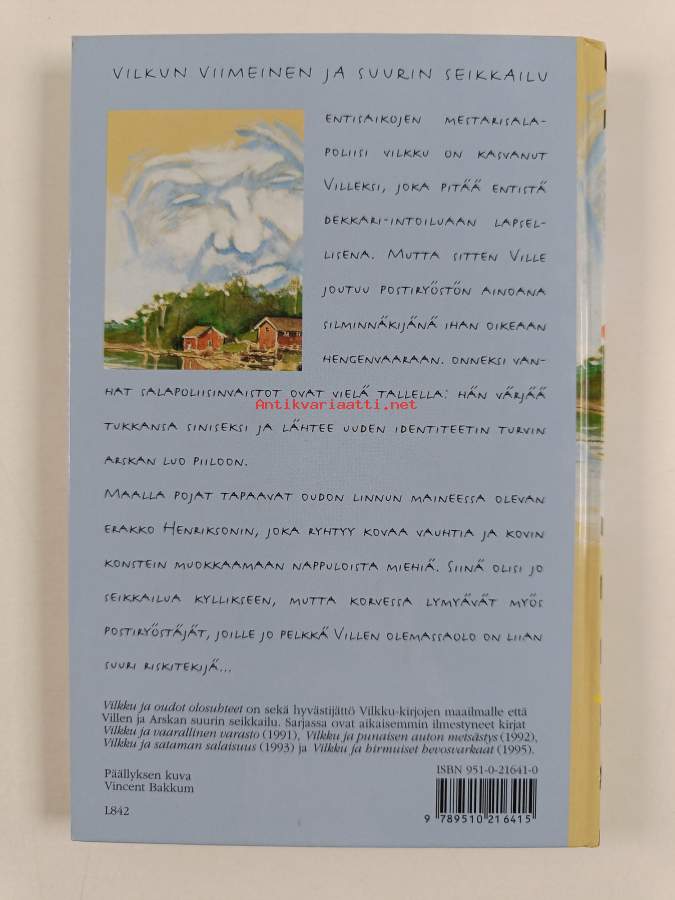 VILKUN VIIMEINEN JA SUURIN SEIKKAILU
ENTISAIKOJEN MESTARISALA-
POLIISI VILKKU ON KASVANUT
VILLEKSI, JOKA PITÄÄ ENTISTÄ
DEKKARI-INTOILUAAN LAPSEL-
LISENA. MUTTA SITTEN VILLE
JOUTUU POSTIRYÖSTÖN AINOANA
SILMINNÄKIJÄNÄ IHAN OIKEAAN
HENGENVAARAAN. ONNEKSI VAN-
HAT SALAPOLIISINVAISTOT OVAT VIELÄ TALLELLA: HÄN VÄRJÄÄ
Antikvariaatti.net
TUKKANSA SINISEKSI JA LÄHTEE UUDEN IDENTITEETIN TURVIN
ARSKAN LUO PIILOON.
MAALLA POJAT TAPAAVAT OUDON LINNUN MAINEESSA OLEVAN
ERAKKO HENRIKSONIN, JOKA RYHTYY KOVAA VAUHTIA JA KOVIN
KONSTEIN MUOKKAAMAAN NAPPULOISTA MIEHIÄ. SIINÄ OLISI JO
SEIKKAILUA KYLLIKSEEN, MUTTA KORVESSA LYMYÄVÄT MYÖS
POSTIRYÖSTÄJÄT, JOILLE JO PELKKÄ VILLEN OLEMASSAOLO ON LIIAN
SUURI RISKITEKIJÄ...
Vilkku ja oudot olosuhteet on sekä hyvästijättö Vilkku-kirjojen maailmalle että
Villen ja Arskan suurin seikkailu. Sarjassa ovat aikaisemmin ilmestyneet kirjat
Vilkku ja vaarallinen varasto (1991), Vilkku ja punaisen auton metsästys (1992),
Vilkku ja sataman salaisuus (1993) ja Vilkku ja hirmuiset hevosvarkaat (1995).
Päällyksen kuva
Vincent Bakkum
L842
ISBN 951-0-21641-0
9 789510 216415